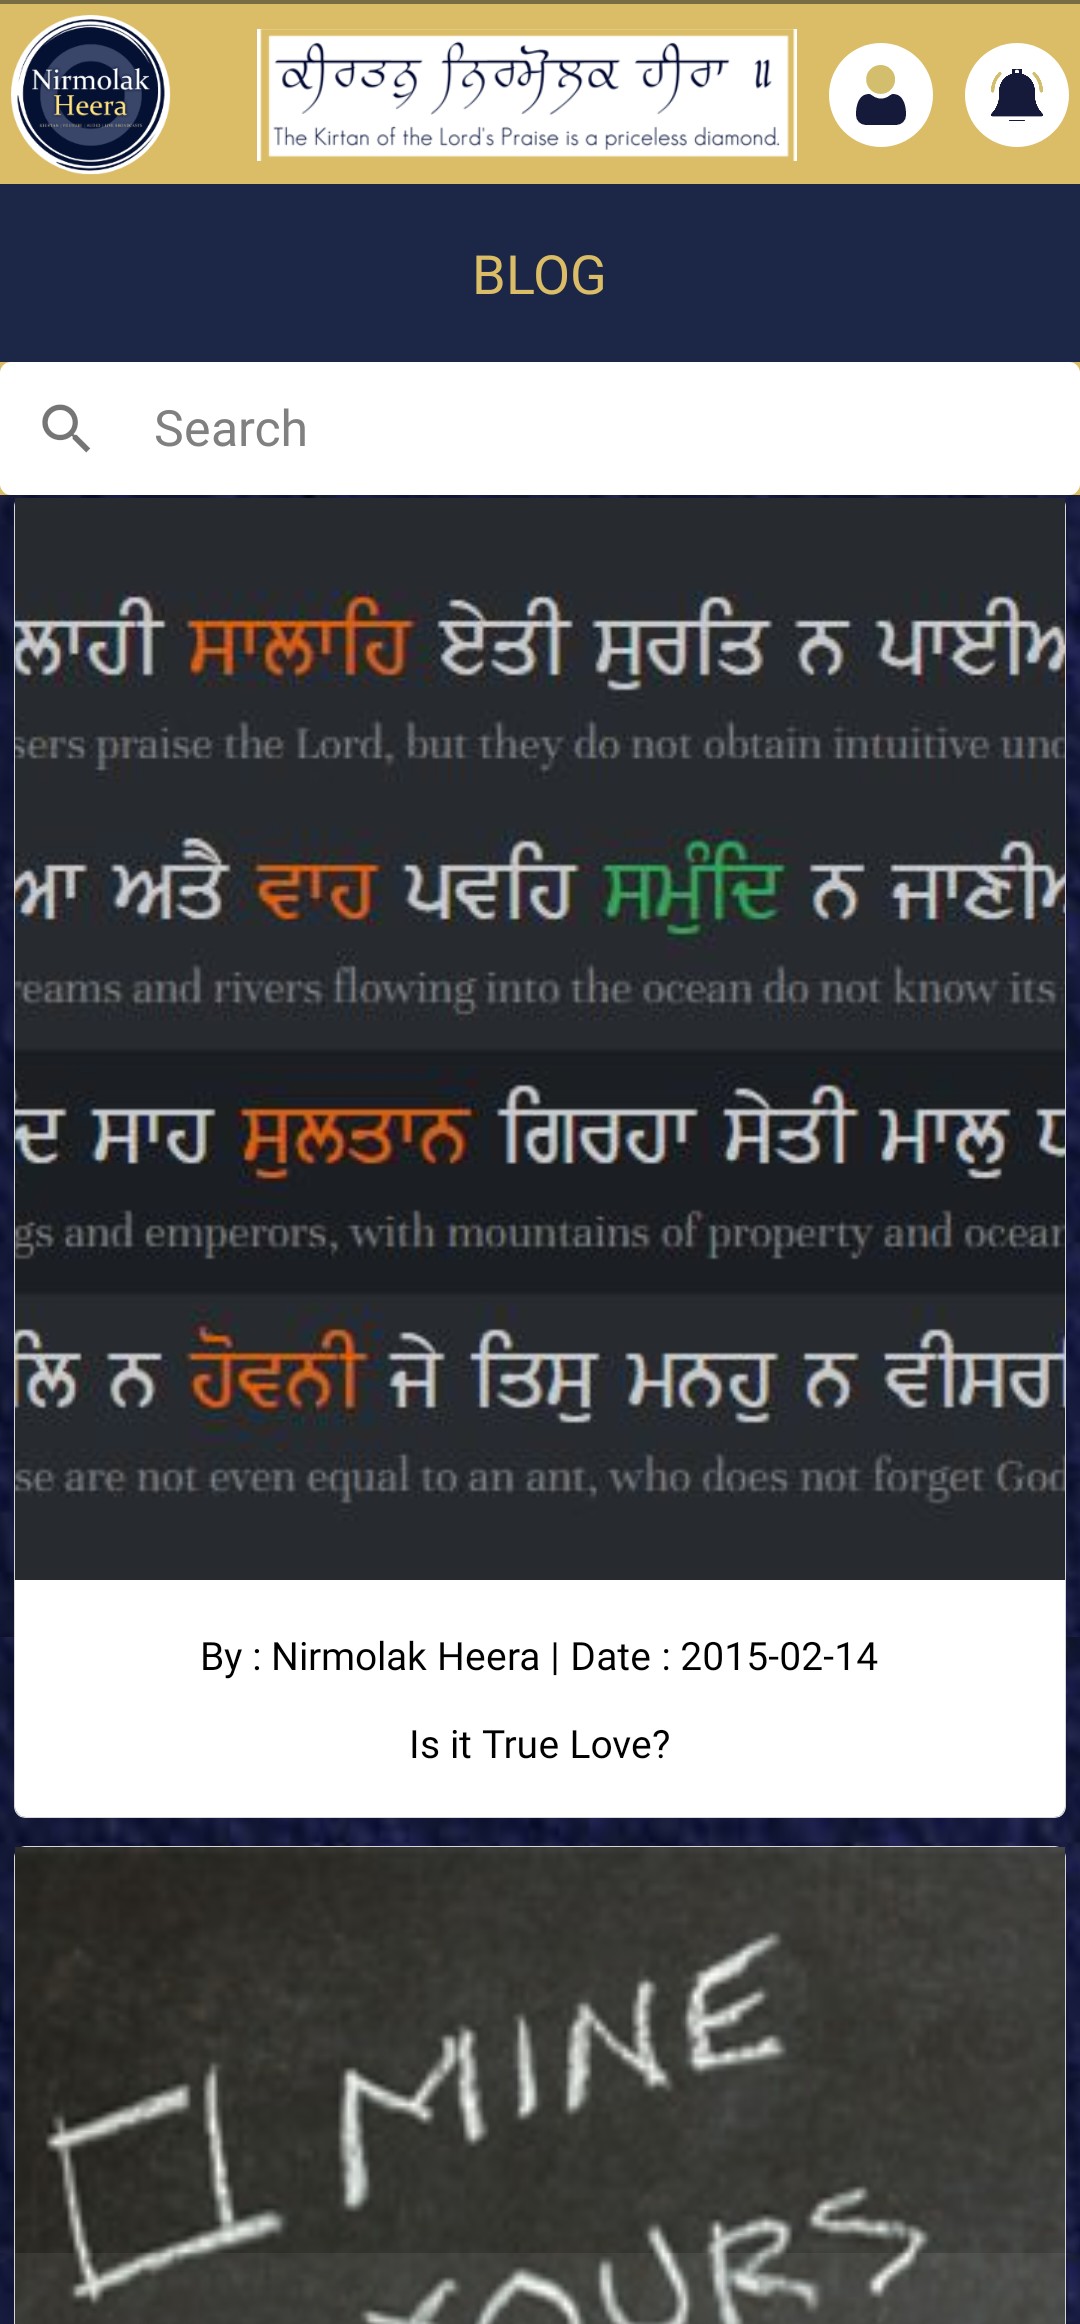 Nirmolak
Heera
ਕੀਰਤਨੁ ਨਿਰਮੋਲਕ ਹੀਰਾ ॥
The Kirtan of the Lord's Praise is a priceless diamond.
BLOG
Search
ਲਾਹੀ ਸਾਲਾਹਿ ਏਤੀ ਸੁਰਤਿ ਨ ਪਾਈਆ
sers praise the Lord, but they do not obtain intuitive und
ਆ ਅਤੈ ਵਾਹ ਪਵਹਿ ਸਮੁੰਦਿ ਨ ਜਾਣੀਅ
reams and rivers flowing into the ocean do not know its
ਦ ਸਾਹ ਸੁਲਤਾਨ ਗਿਰਹਾ ਸੇਤੀ ਮਾਲੁ ਧ
gs and emperors, with mountains of property and ocean
ਲਿ ਨ ਹੋਵਨੀ ਜੇ ਤਿਸੁ ਮਨਹੁ ਨ ਵੀਸਰ
se are not even equal to an ant, who does not forget God
By : Nirmolak Heera | Date : 2015-02-14
Is it True Love?
MINE
YOURS